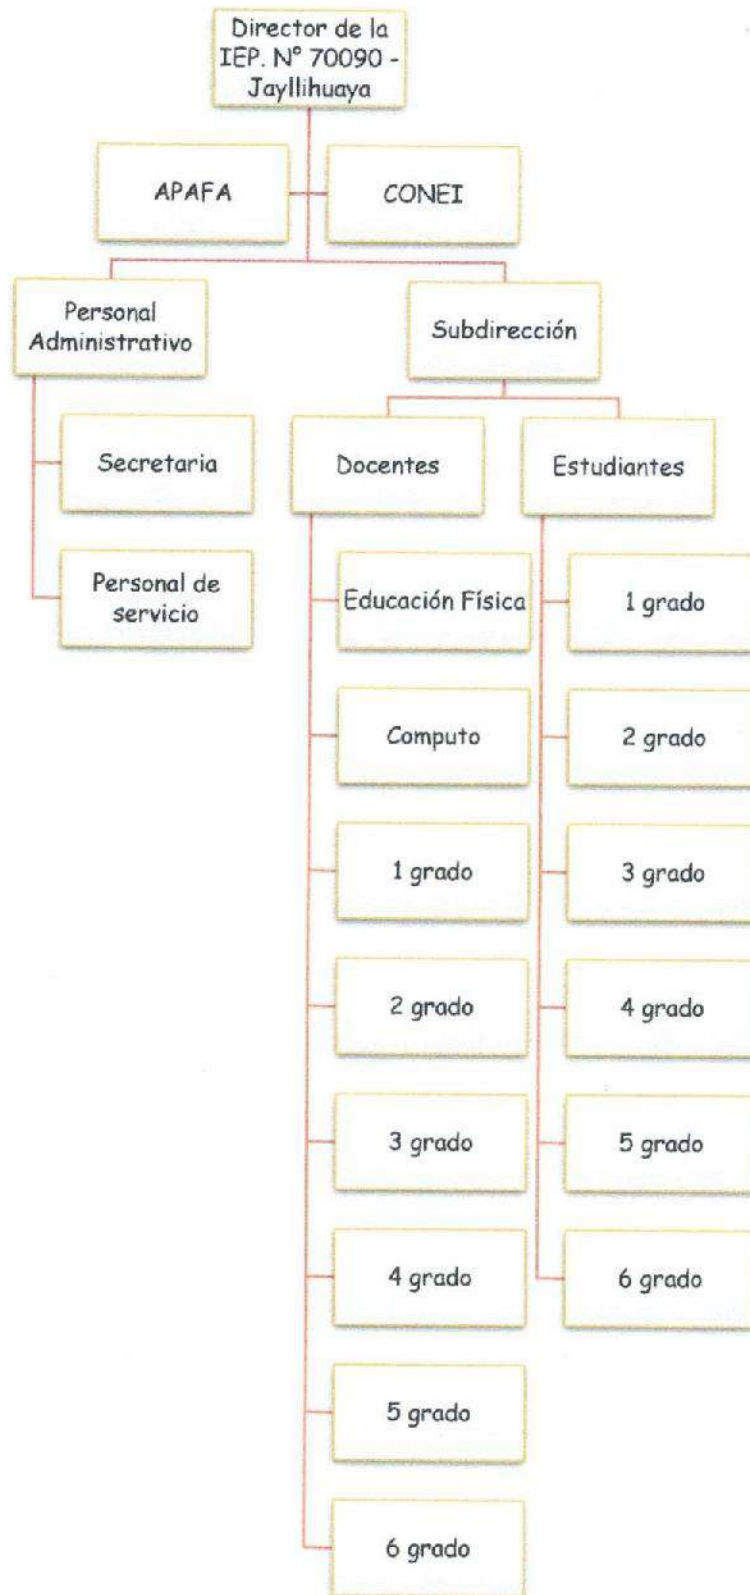 Director de la
IEP. N° 70090 -
Jayllihuaya
APAFA
CONEI
Personal
Administrativo
Subdirección
Secretaria
Personal de
servicio
Docentes
Estudiantes
Educación Física
Computo
1 grado
2 grado
3 grado
4 grado
5 grado
6 grado
1 grado
2 grado
3 grado
4 grado
5 grado
6 grado